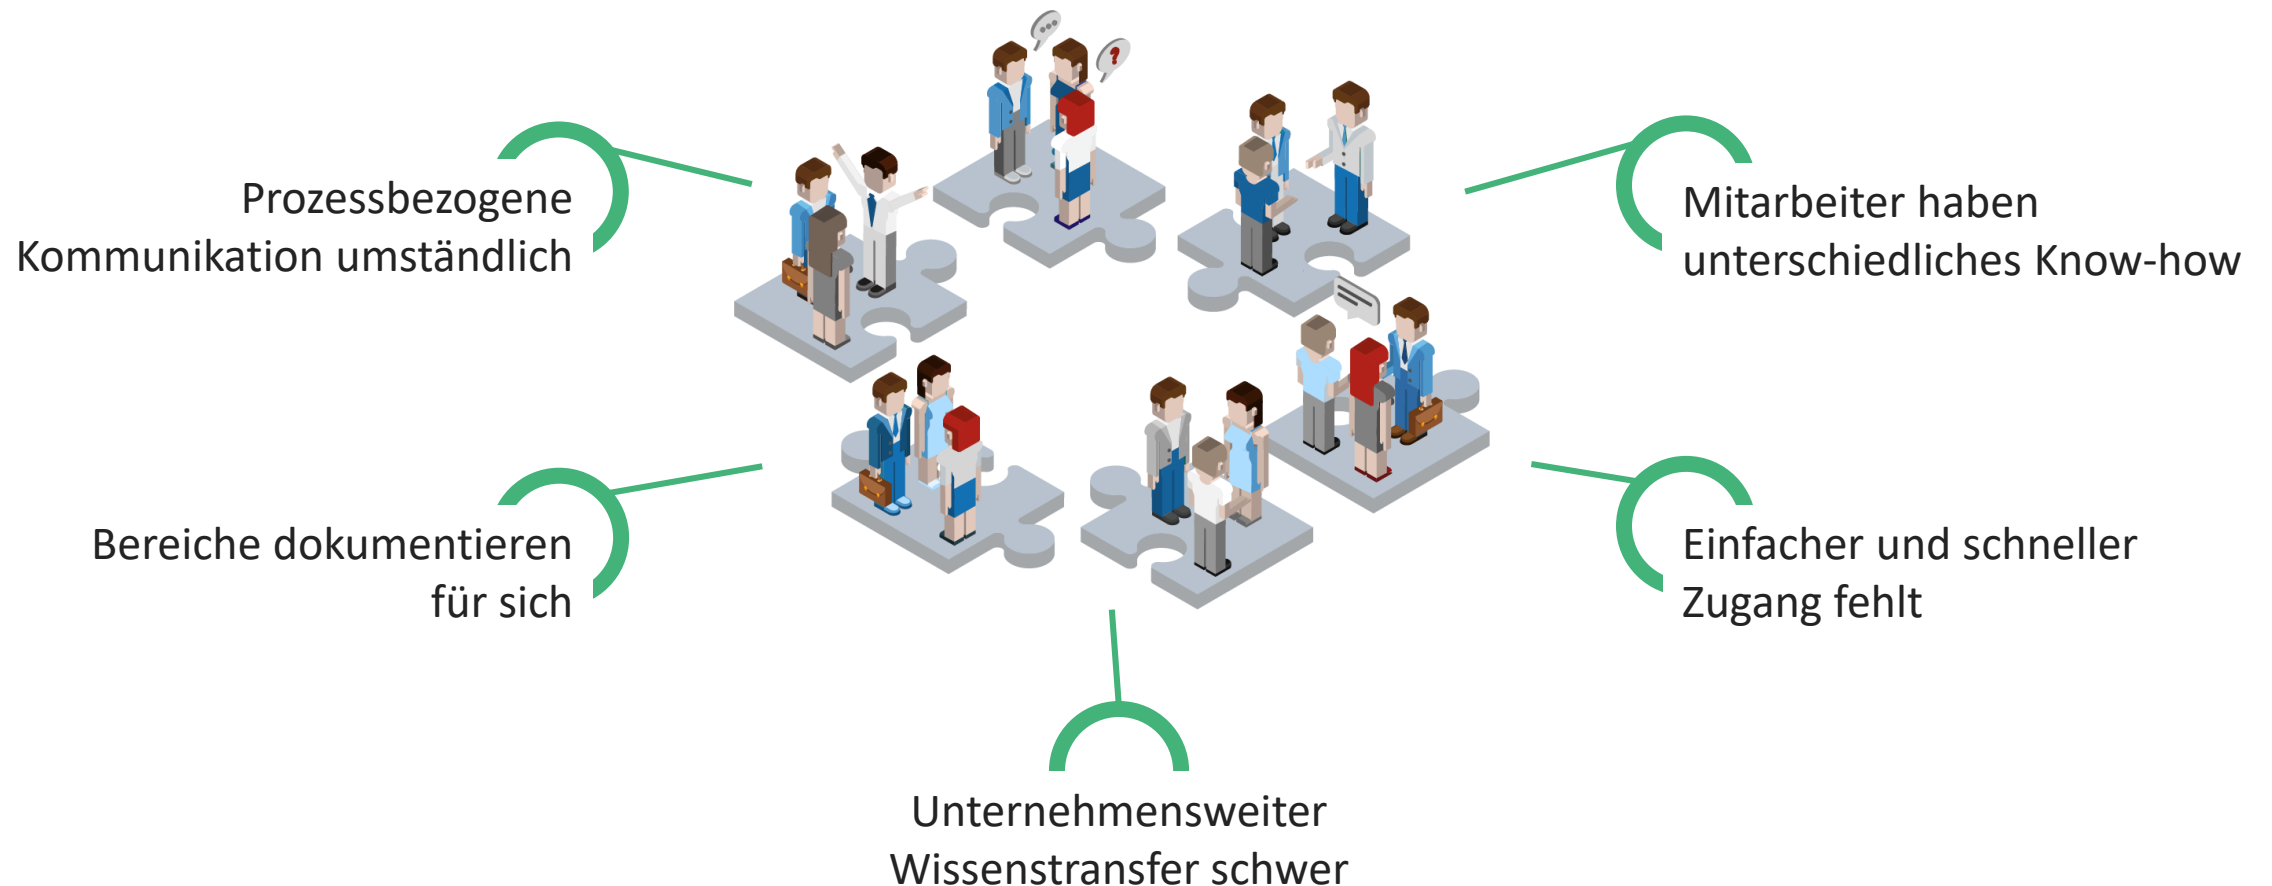 Prozessbezogene
Kommunikation umständlich
Mitarbeiter haben
unterschiedliches Know-how
Bereiche dokumentieren
für sich
Einfacher und schneller
Zugang fehlt
Unternehmensweiter
Wissenstransfer schwer
?